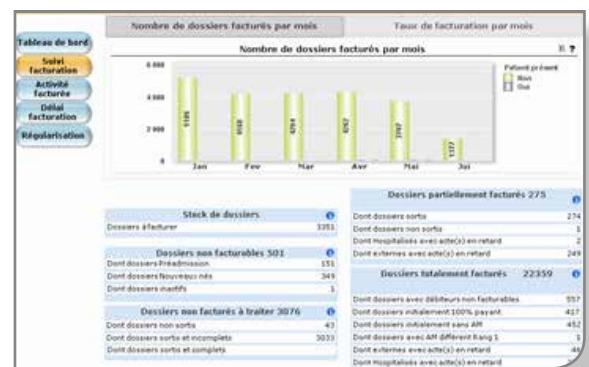 Nombre de dossiers facturés par mois
Taux de facturation par mois
Tableau de bord
Suivi facturation
Activité facturée
Délai facturation
Régularisation
Nombre de dossiers facturés par mois
?
Patient présent
Non
Oui
6 000
4 000
2 000
0
Jan Fev Mar Avr Mai Jui
Stock de dossiers
Dossiers à facturer 3351
Dossiers non facturables 501
Dont dossiers Préadmission 151
Dont dossiers Nouveaux nés 349
Dont dossiers inactifs 1
Dossiers non facturés à traiter 3076
Dont dossiers non sortis 43
Dont dossiers sortis et incomplets 3033
Dont dossiers sortis et complets
Dossiers partiellement facturés 275
Dont dossiers sortis 274
Dont dossiers non sortis 1
Dont Hospitalisés avec acte(s) en retard 2
Dont externes avec acte(s) en retard 249
Dossiers totalement facturés 22359
Dont dossiers avec débiteurs non facturables 557
Dont dossiers initialement 100% payant 417
Dont dossiers initialement sans AM 452
Dont dossiers avec AM différent Rang 1 1
Dont externes avec acte(s) en retard 46
Dont Hospitalisés avec acte(s) en retard